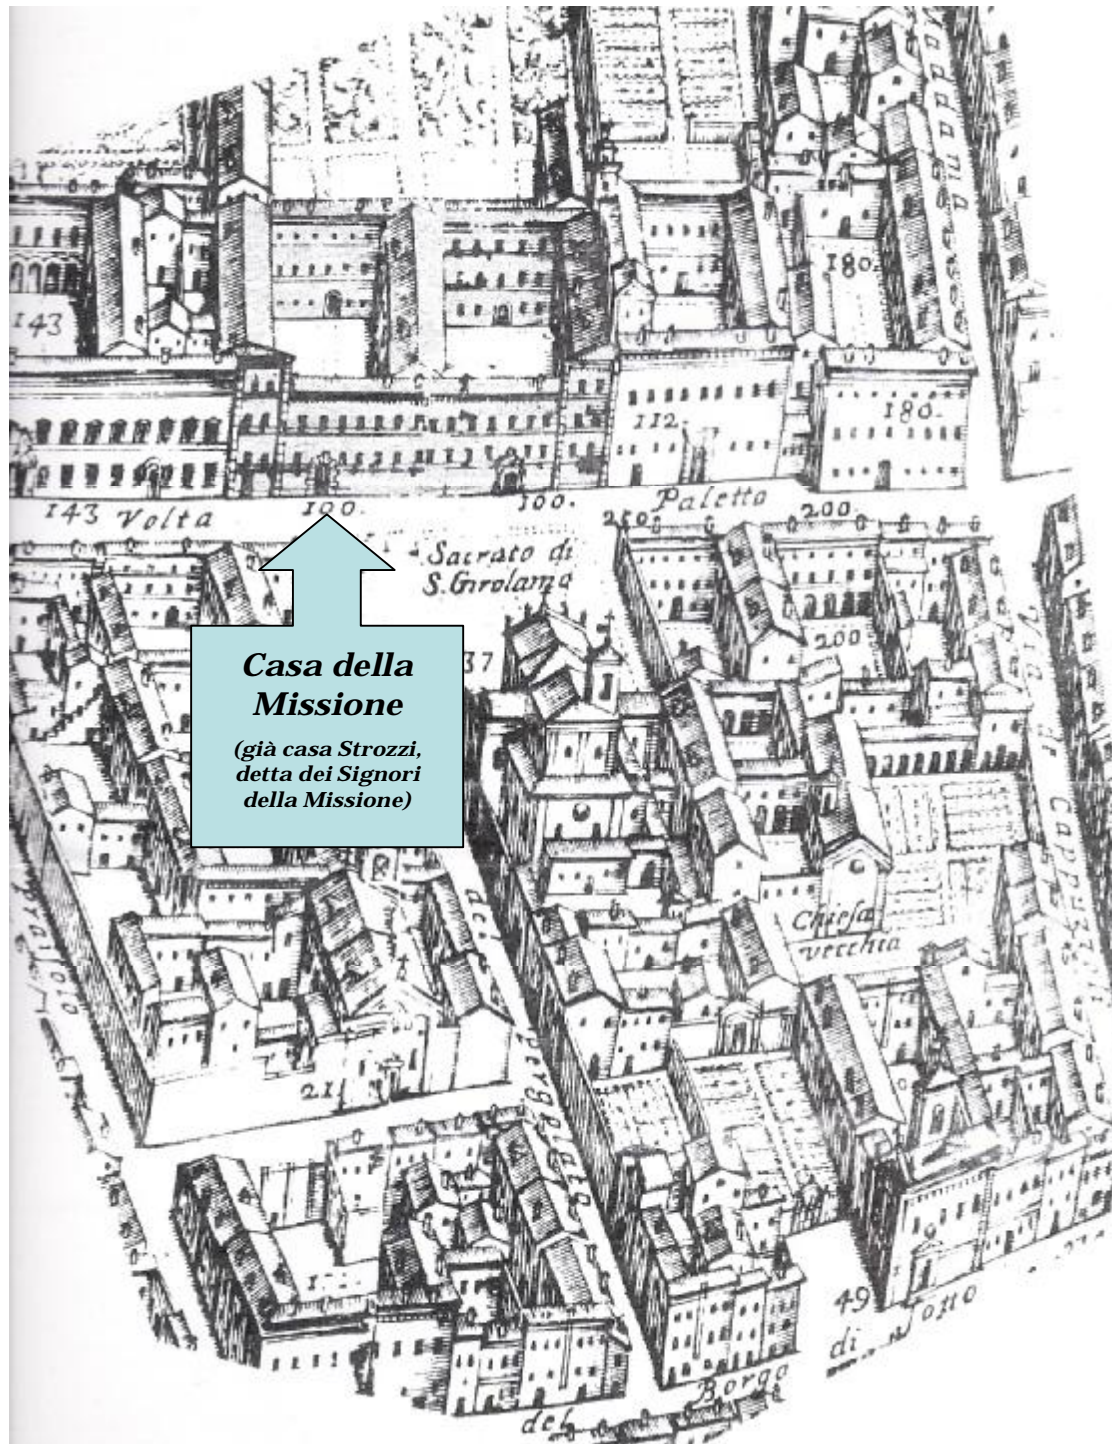 180.
143
112.
180.
143 Volta
100.
100.
Paletto
200
Sacrato di
S. Girolamo
200
37
Casa della
Missione
(già casa Strozzi,
detta dei Signori
della Missione)
Chiesa
vecchia
21
49
di sotto
del Borgo